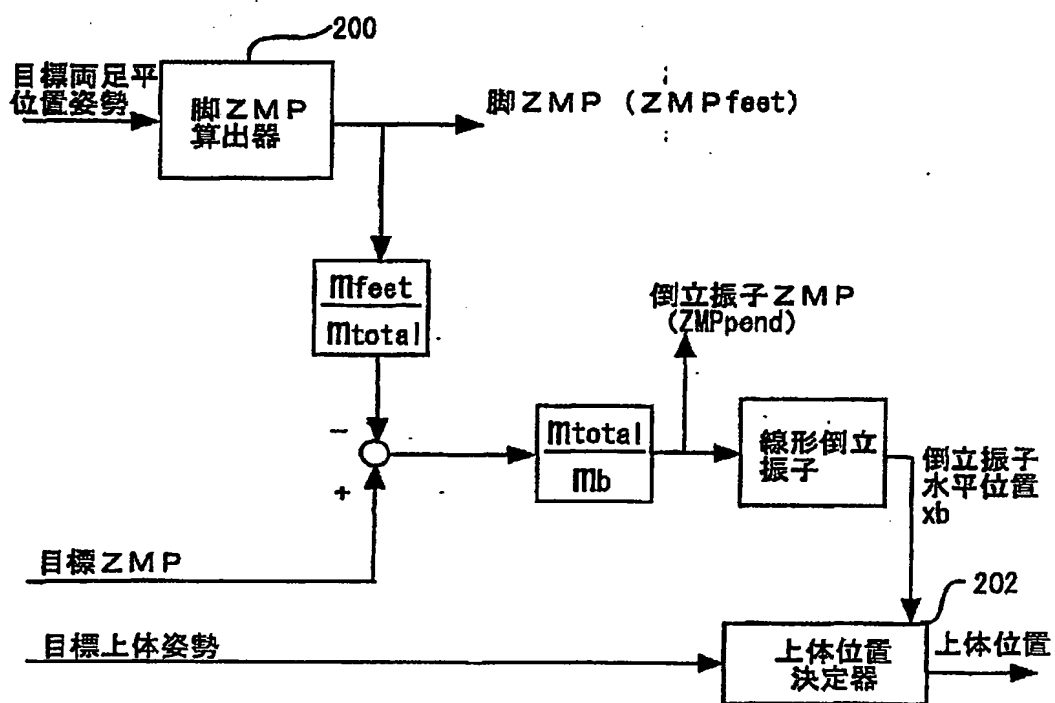 200
目標両足平
位置姿勢
脚ZMP
算出器
脚ZMP (ZMPfeet)
mfeet
mtotal
倒立振子ZMP
(ZMPpend)
−
+
mtotal
mb
線形倒立
振子
倒立振子
水平位置
xb
目標ZMP
202
目標上体姿勢
上体位置
決定器
上体位置